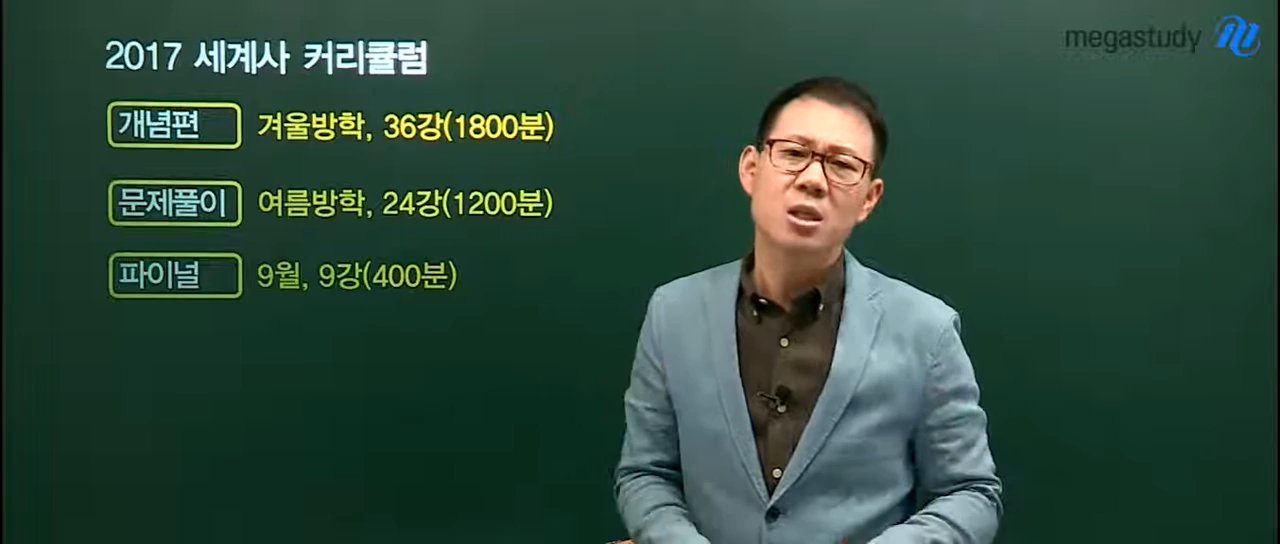 2017 세계사 커리큘럼
megastudy
개념편 겨울방학, 36강(1800분)
문제풀이 여름방학, 24강(1200분)
파이널 9월, 9강(400분)